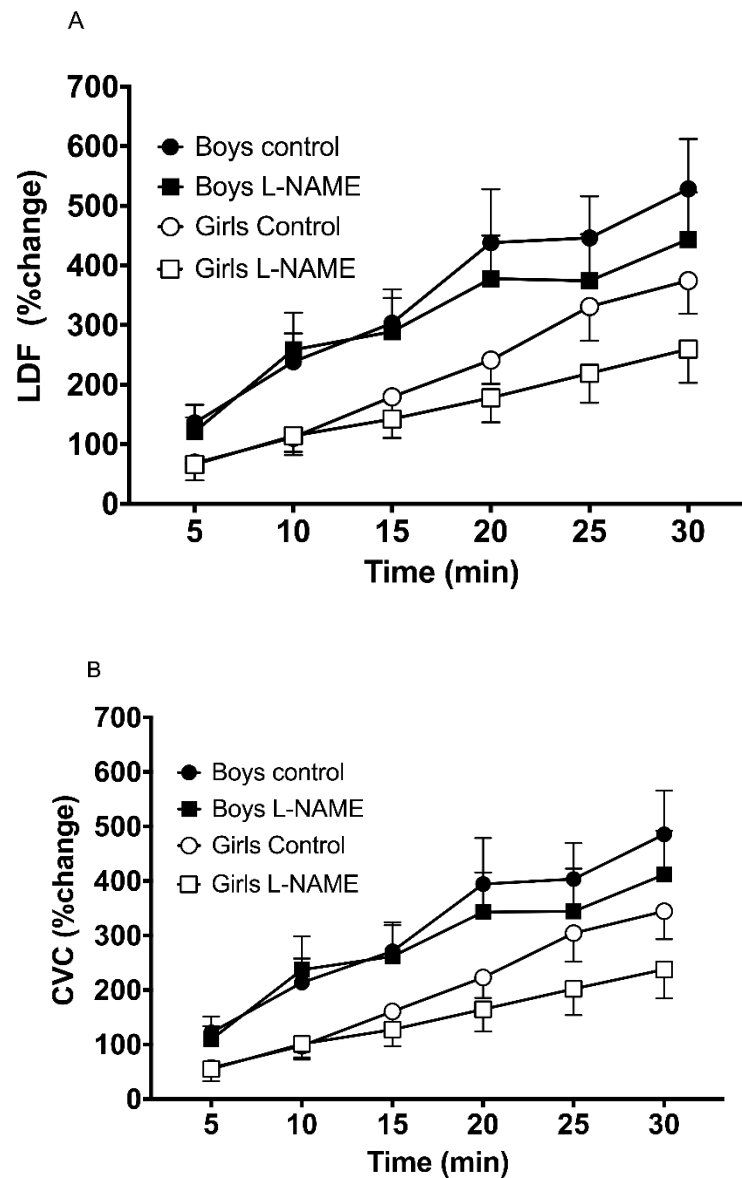 A
700
600
500
400
300
200
100
0
LDF (%change)
Boys control
Boys L-NAME
Girls Control
Girls L-NAME
5 10 15 20 25 30
Time (min)
B
700
600
500
400
300
200
100
0
CVC (%change)
Boys control
Boys L-NAME
Girls Control
Girls L-NAME
5 10 15 20 25 30
Time (min)